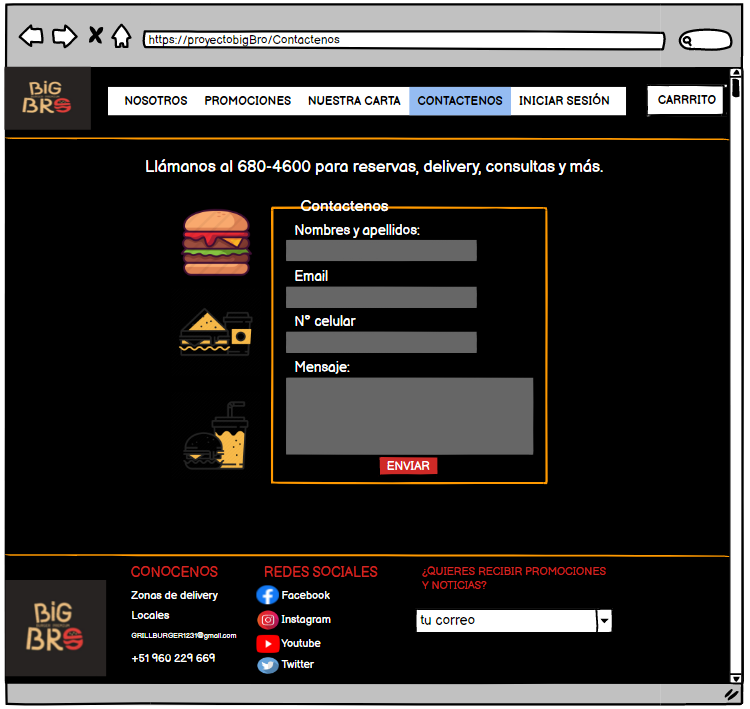 https://proyectobigBro/Contactenos
BiG
BRO
NOSOTROS PROMOCIONES NUESTRA CARTA CONTACTENOS INICIAR SESIÓN
CARRRITO
Llámanos al 680-4600 para reservas, delivery, consultas y más.
Contactenos
Nombres y apellidos:
Email
N° celular
Mensaje:
ENVIAR
CONOCENOS
Zonas de delivery
Locales
GRILLBURGER1231@gmail.com
+51 960 229 669
REDES SOCIALES
Facebook
Instagram
Youtube
Twitter
¿QUIERES RECIBIR PROMOCIONES
Y NOTICIAS?
tu correo
BiG
BRO